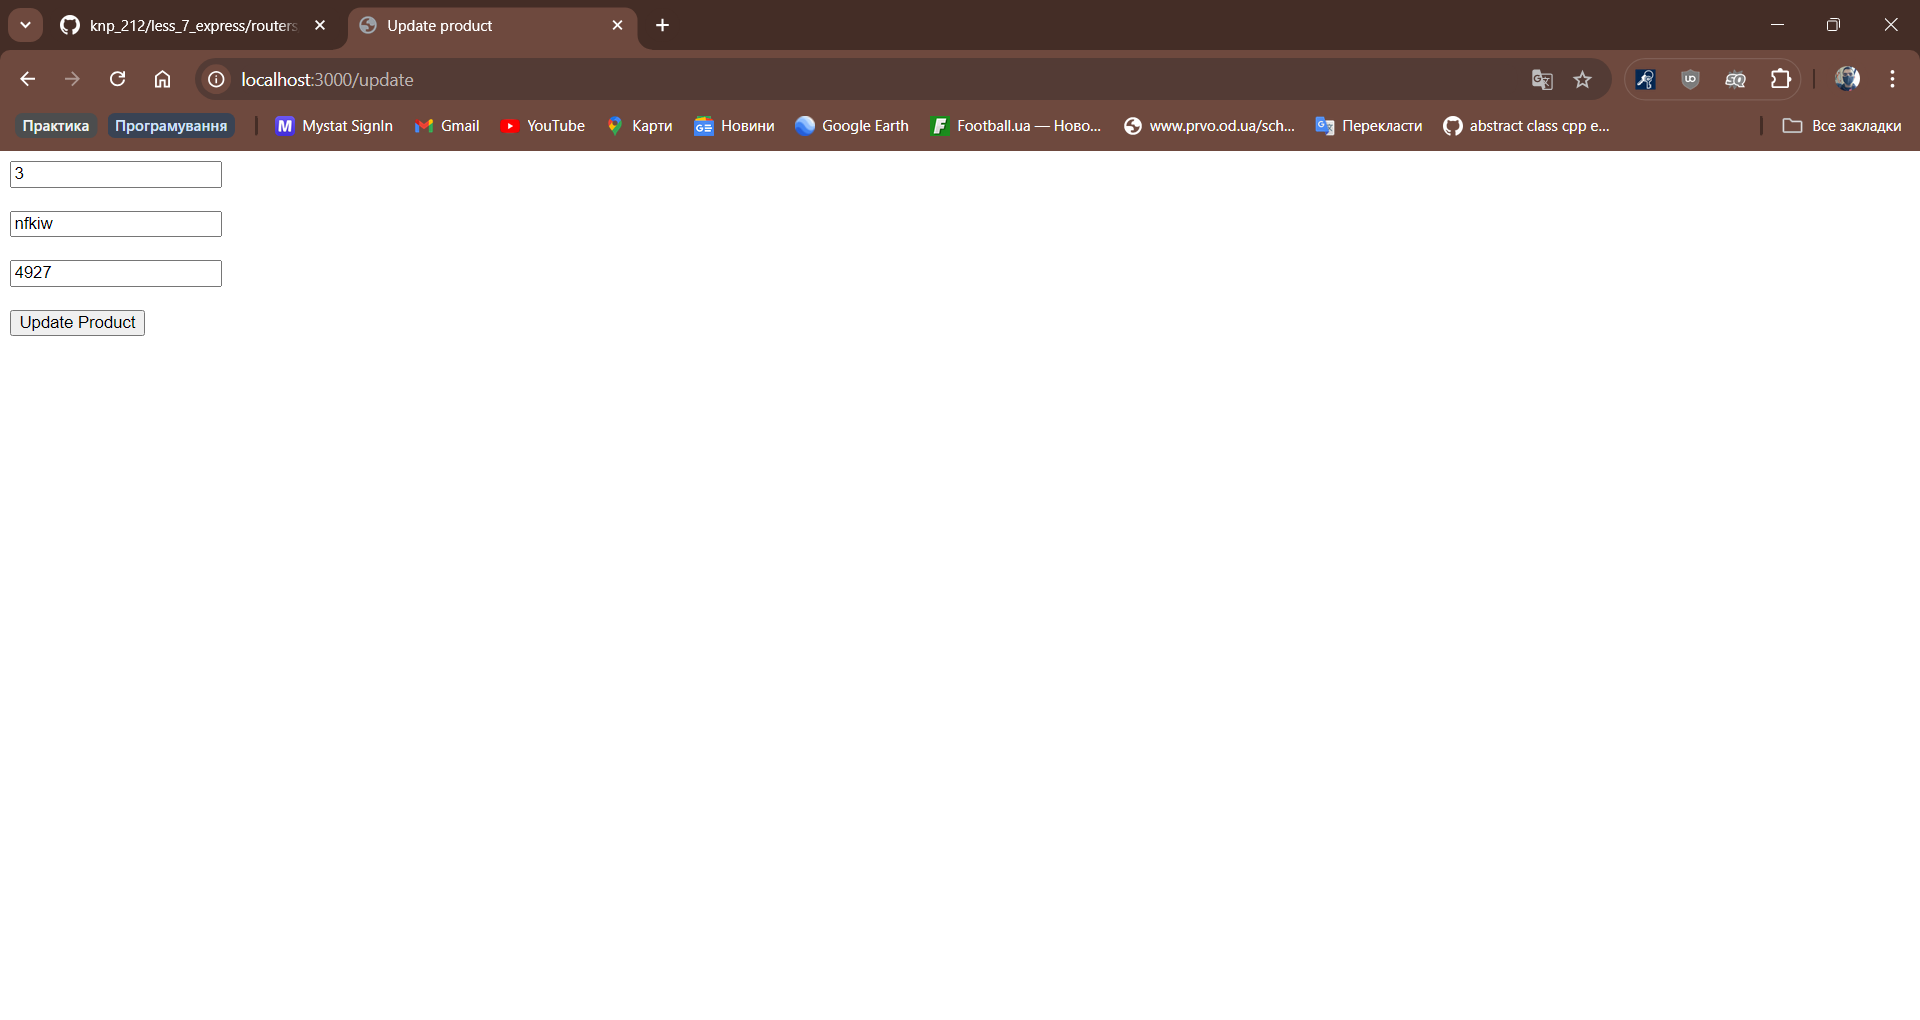 knp_212/less_7_express/routers
Update product
localhost:3000/update
Практика
Програмування
Mystat SignIn
Gmail
YouTube
Карти
Новини
Google Earth
Football.ua — Ново...
www.prvo.od.ua/sch...
Перекласти
abstract class cpp e...
Все закладки
3
nfkiw
4927
Update Product